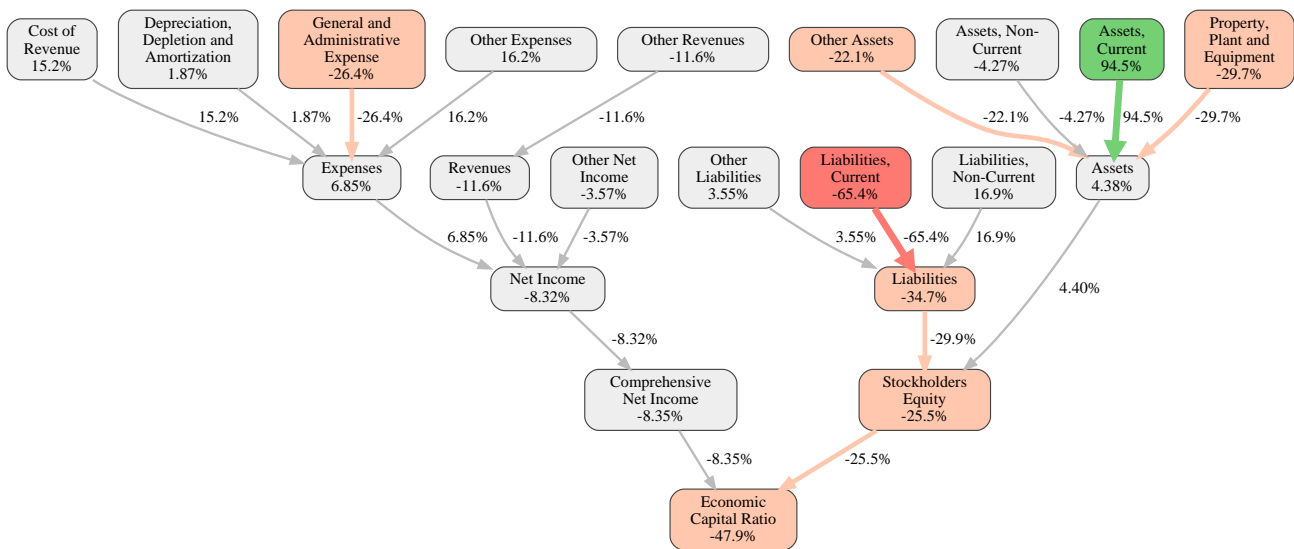 Cost of
Revenue
15.2%
Depreciation,
Depletion and
Amortization
1.87%
General and
Administrative
Expense
-26.4%
Other Expenses
16.2%
Other Revenues
-11.6%
Other Assets
-22.1%
Assets, Non-
Current
-4.27%
Assets,
Current
94.5%
Property,
Plant and
Equipment
-29.7%
15.2%
1.87%
-26.4%
16.2%
-11.6%
-22.1%
-4.27%
94.5%
-29.7%
Expenses
6.85%
Revenues
-11.6%
Other Net
Income
-3.57%
Other
Liabilities
3.55%
Liabilities,
Current
-65.4%
Liabilities,
Non-Current
16.9%
Assets
4.38%
6.85%
-11.6%
-3.57%
3.55%
-65.4%
16.9%
Net Income
-8.32%
Liabilities
-34.7%
4.40%
-8.32%
-29.9%
Comprehensive
Net Income
-8.35%
Stockholders
Equity
-25.5%
-8.35%
-25.5%
Economic
Capital Ratio
-47.9%